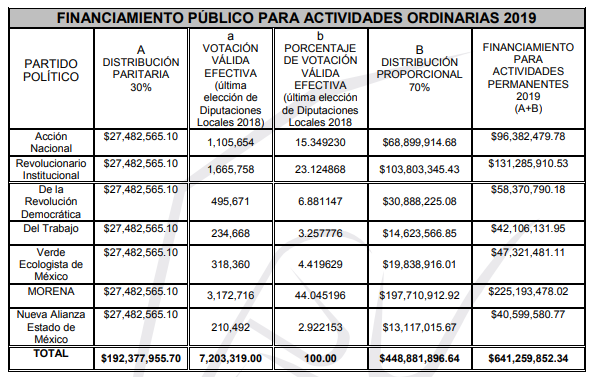 FINANCIAMIENTO PÚBLICO PARA ACTIVIDADES ORDINARIAS 2019
PARTIDO POLÍTICO | A DISTRIBUCIÓN PARITARIA 30% | a VOTACIÓN VÁLIDA EFECTIVA (última elección de Diputaciones Locales 2018) | b PORCENTAJE DE VOTACIÓN VÁLIDA EFECTIVA (última elección de Diputaciones Locales 2018 | B DISTRIBUCIÓN PROPORCIONAL 70% | FINANCIAMIENTO PARA ACTIVIDADES PERMANENTES 2019 (A+B)
Acción Nacional | $27,482,565.10 | 1,105,654 | 15.349230 | $68,899,914.68 | $96,382,479.78
Revolucionario Institucional | $27,482,565.10 | 1,665,758 | 23.124868 | $103,803,345.43 | $131,285,910.53
De la Revolución Democrática | $27,482,565.10 | 495,671 | 6.881147 | $30,888,225.08 | $58,370,790.18
Del Trabajo | $27,482,565.10 | 234,668 | 3.257776 | $14,623,566.85 | $42,106,131.95
Verde Ecologista de México | $27,482,565.10 | 318,360 | 4.419629 | $19,838,916.01 | $47,321,481.11
MORENA | $27,482,565.10 | 3,172,716 | 44.045196 | $197,710,912.92 | $225,193,478.02
Nueva Alianza Estado de México | $27,482,565.10 | 210,492 | 2.922153 | $13,117,015.67 | $40,599,580.77
TOTAL | $192,377,955.70 | 7,203,319.00 | 100.00 | $448,881,896.64 | $641,259,852.34